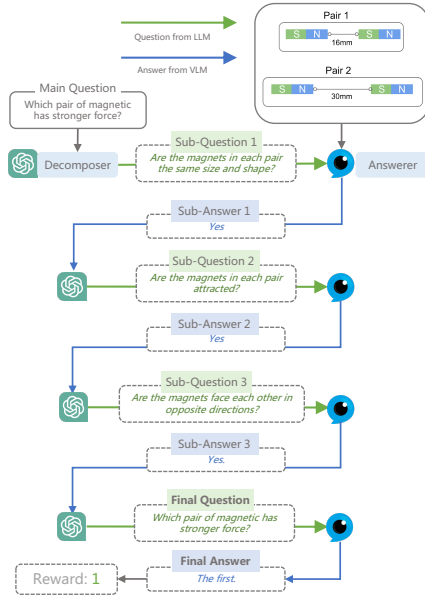 Question from LLM
Answer from VLM
Pair 1
S N S N
16mm
Pair 2
S N S N
30mm
Main Question
Which pair of magnetic
has stronger force?
Decomposer
Sub-Question 1
Are the magnets in each pair
the same size and shape?
Answerer
Sub-Answer 1
Yes
Sub-Question 2
Are the magnets in each pair
attracted?
Sub-Answer 2
Yes
Sub-Question 3
Are the magnets face each other in
opposite directions?
Sub-Answer 3
Yes.
Final Question
Which pair of magnetic has
stronger force?
Final Answer
The first.
Reward: 1